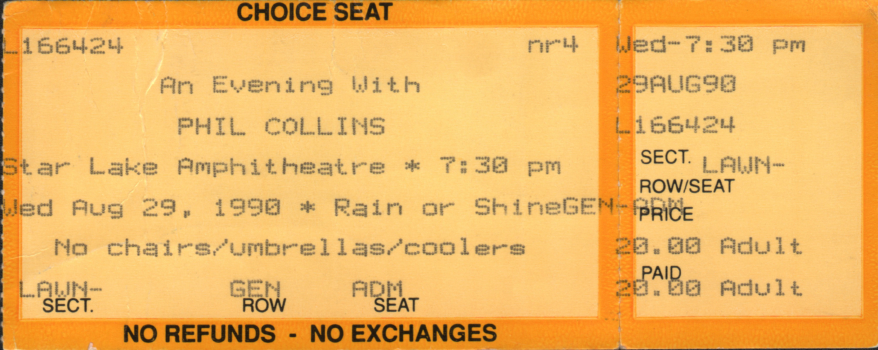 CHOICE SEAT
L166424 nr4
An Evening With
PHIL COLLINS
Star Lake Amphitheatre * 7:30 pm
Wed Aug 29, 1990 * Rain or ShineGEN-ADM
No chairs/umbrellas/coolers
LAWN- GEN ADM
SECT. ROW SEAT
NO REFUNDS - NO EXCHANGES
Wed-7:30 pm
29AUG90
L166424
SECT. LAWN-
ROW/SEAT
PRICE
20.00 Adult
PAID
20.00 Adult